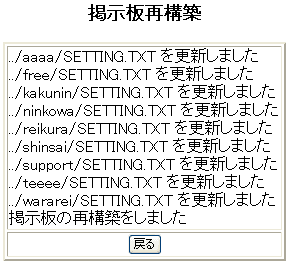 掲示板再構築
../aaaa/SETTING.TXT を更新しました
../free/SETTING.TXT を更新しました
../kakunin/SETTING.TXT を更新しました
../ninkowa/SETTING.TXT を更新しました
../reikura/SETTING.TXT を更新しました
../shinsai/SETTING.TXT を更新しました
../support/SETTING.TXT を更新しました
../teeee/SETTING.TXT を更新しました
../wararei/SETTING.TXT を更新しました
掲示板の再構築をしました
戻る